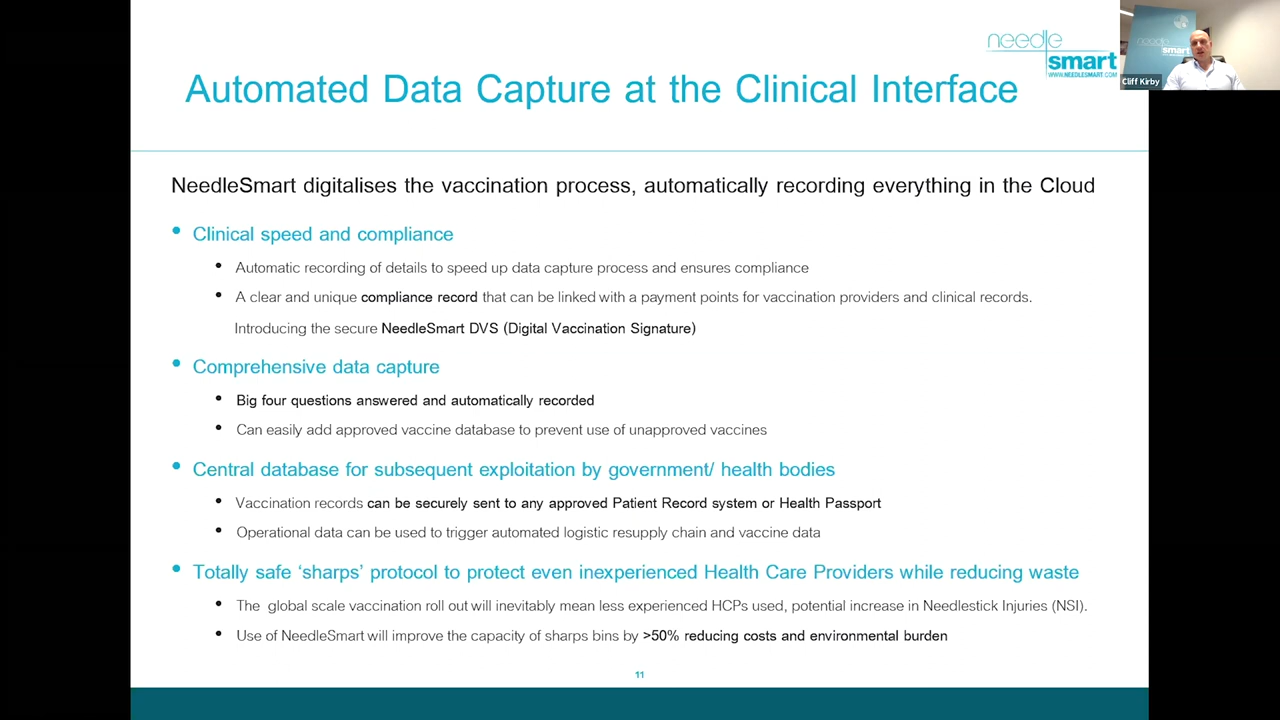 needle
smart
WWW.NEEDLESMART.COM
needle
smart
Cliff Kirby
Automated Data Capture at the Clinical Interface
NeedleSmart digitalises the vaccination process, automatically recording everything in the Cloud
• Clinical speed and compliance
• Automatic recording of details to speed up data capture process and ensures compliance
• A clear and unique compliance record that can be linked with a payment points for vaccination providers and clinical records.
Introducing the secure NeedleSmart DVS (Digital Vaccination Signature)
• Comprehensive data capture
• Big four questions answered and automatically recorded
• Can easily add approved vaccine database to prevent use of unapproved vaccines
• Central database for subsequent exploitation by government/ health bodies
• Vaccination records can be securely sent to any approved Patient Record system or Health Passport
• Operational data can be used to trigger automated logistic resupply chain and vaccine data
• Totally safe ‘sharps’ protocol to protect even inexperienced Health Care Providers while reducing waste
• The global scale vaccination roll out will inevitably mean less experienced HCPs used, potential increase in Needlestick Injuries (NSI).
• Use of NeedleSmart will improve the capacity of sharps bins by >50% reducing costs and environmental burden
11